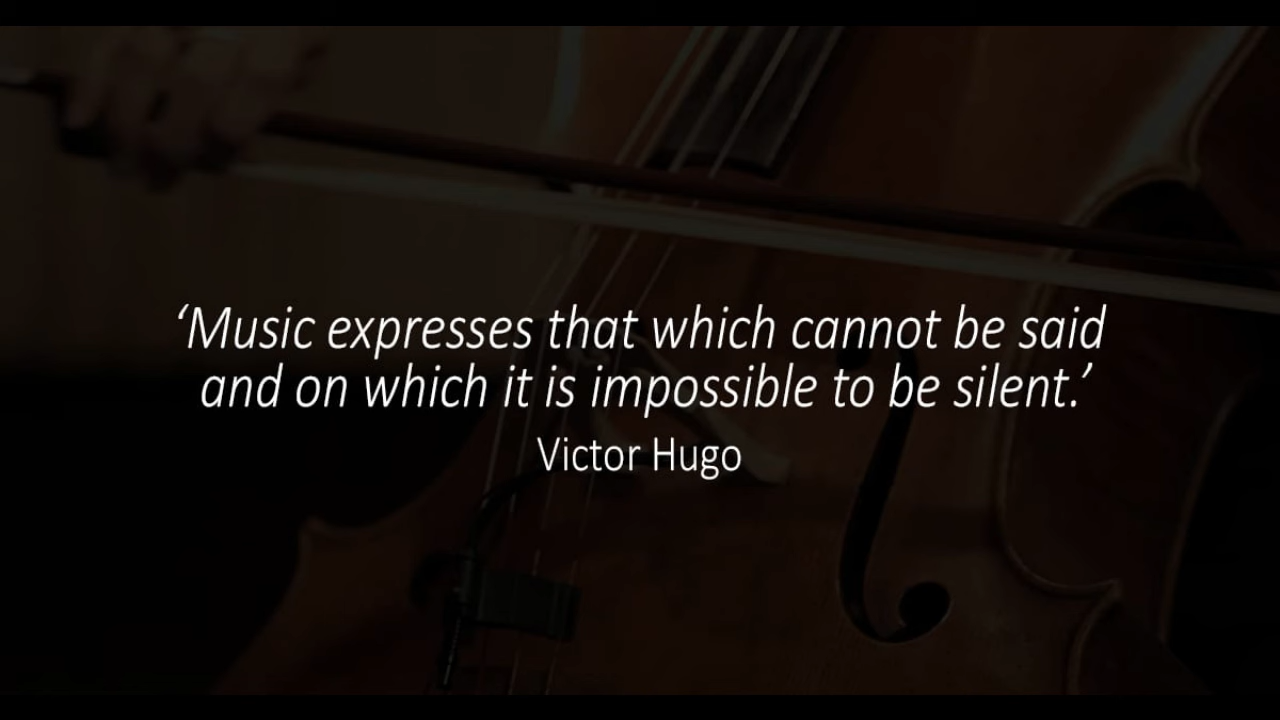 ‘Music expresses that which cannot be said
and on which it is impossible to be silent.’
Victor Hugo